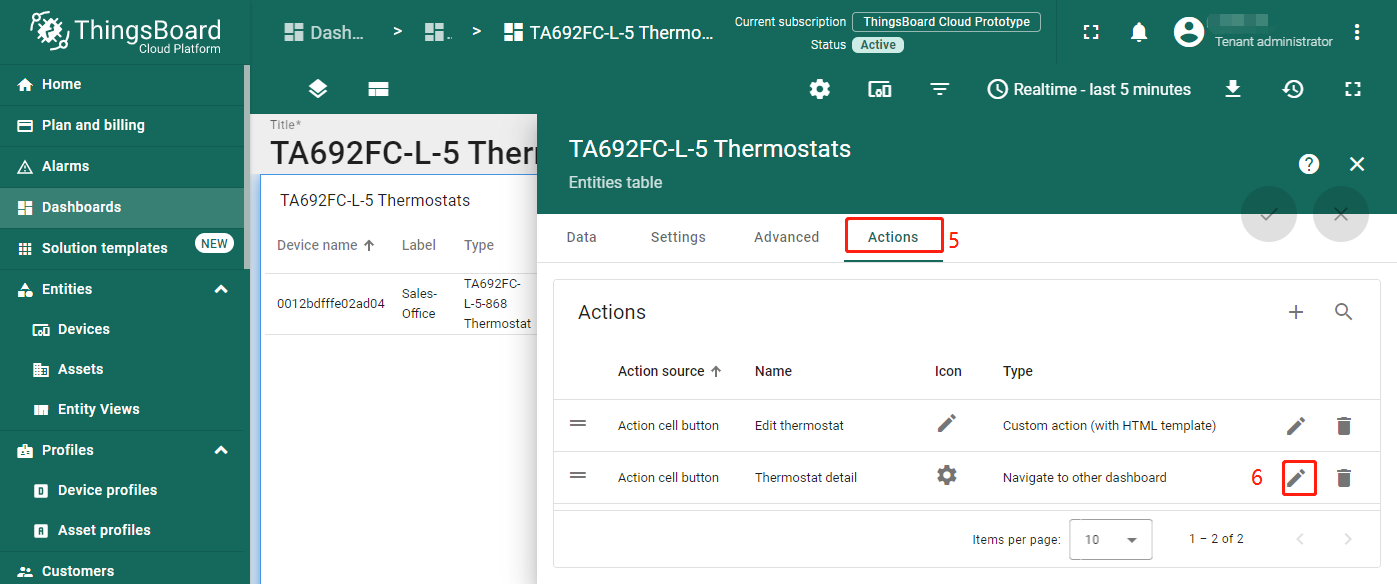 ThingsBoard
Cloud Platform
Dash... > . > TA692FC-L-5 Thermo...
Current subscription ThingsBoard Cloud Prototype
Status Active
Tenant administrator
Home
Plan and billing
Alarms
Dashboards
Solution templates NEW
Entities
Devices
Assets
Entity Views
Profiles
Device profiles
Asset profiles
Customers
Realtime - last 5 minutes
Title*
TA692FC-L-5 Ther
TA692FC-L-5 Thermostats
Device name Label Type
0012bdfffe02ad04
Sales-
Office
TA692FC-
L-5-868
Thermostat
TA692FC-L-5 Thermostats
Entities table
Data Settings Advanced Actions 5
Actions
Action source Name Icon Type
Action cell button Edit thermostat Custom action (with HTML template)
Action cell button Thermostat detail Navigate to other dashboard 6
Items per page: 10 1 – 2 of 2